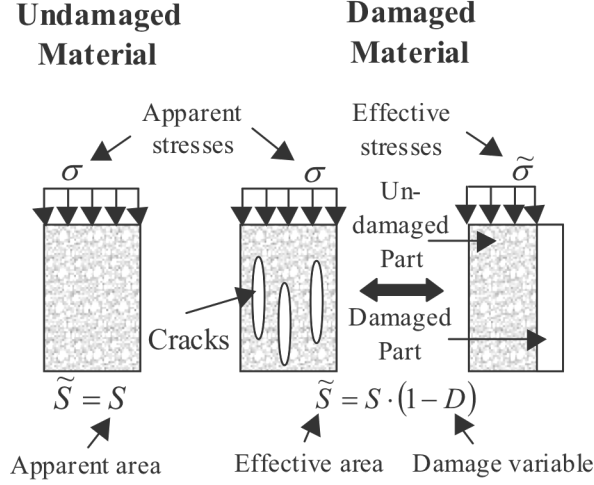 Undamaged
Material
Damaged
Material
Apparent
stresses
Effective
stresses
σ
σ
σ̃
Un-
damaged
Part
Cracks
Damaged
Part
S̃ = S
S̃ = S · (1 − D)
Apparent area
Effective area
Damage variable